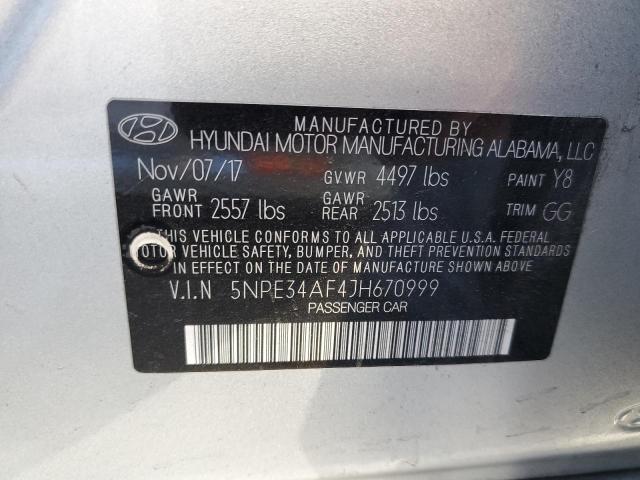 MANUFACTURED BY
HYUNDAI MOTOR MANUFACTURING ALABAMA, LLC
Nov/07/17 GVWR 4497 lbs PAINT Y8
GAWR FRONT 2557 lbs GAWR REAR 2513 lbs TRIM GG
THIS VEHICLE CONFORMS TO ALL APPLICABLE U.S.A. FEDERAL
MOTOR VEHICLE SAFETY, BUMPER, AND THEFT PREVENTION STANDARDS
IN EFFECT ON THE DATE OF MANUFACTURE SHOWN ABOVE
V.I.N 5NPE34AF4JH670999
PASSENGER CAR